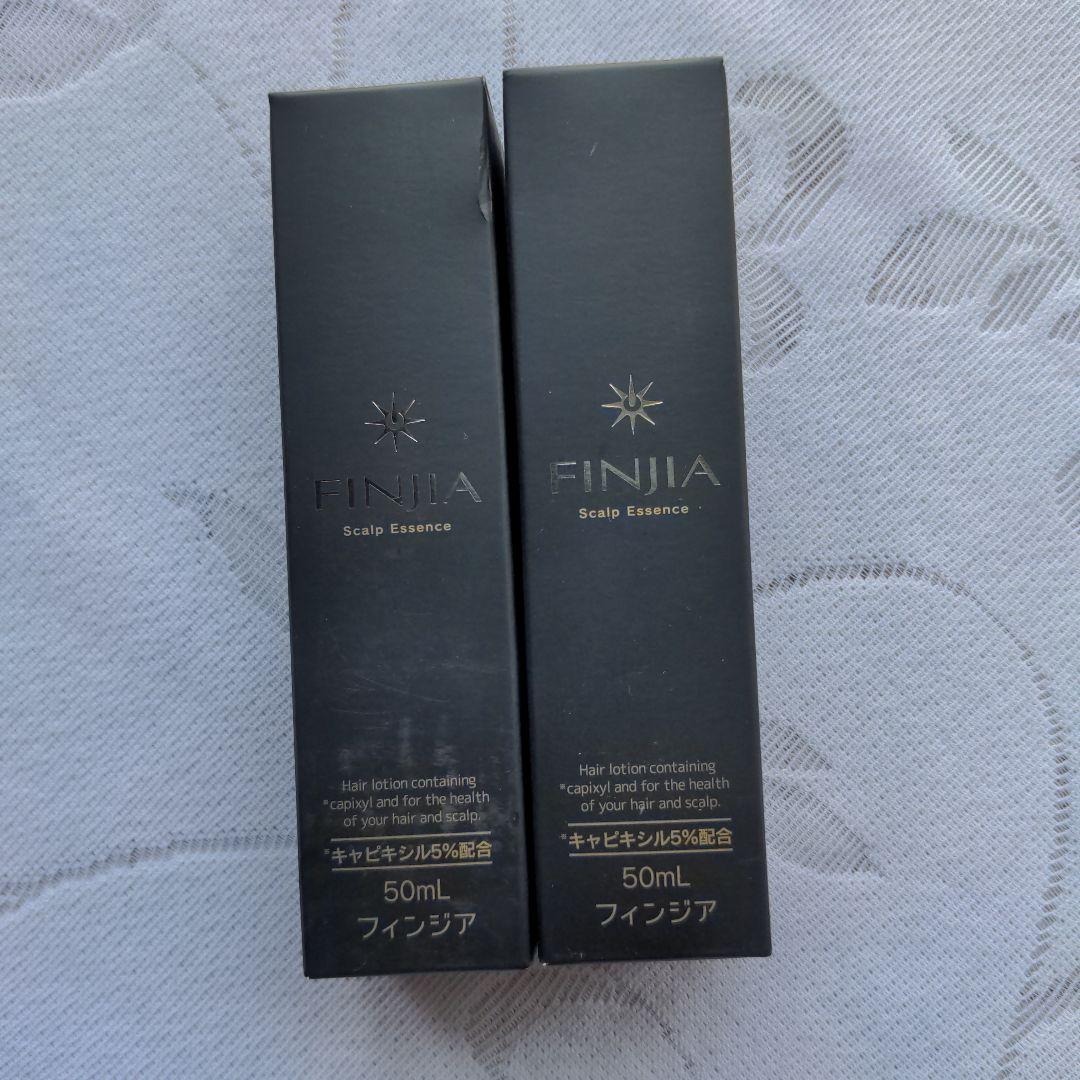 FINJIA
Scalp Essence
Hair lotion containing
※capixyl and for the health
of your hair and scalp.
※キャピキシル5%配合
50mL
フィンジア
FINJIA
Scalp Essence
Hair lotion containing
※capixyl and for the health
of your hair and scalp.
※キャピキシル5%配合
50mL
フィンジア